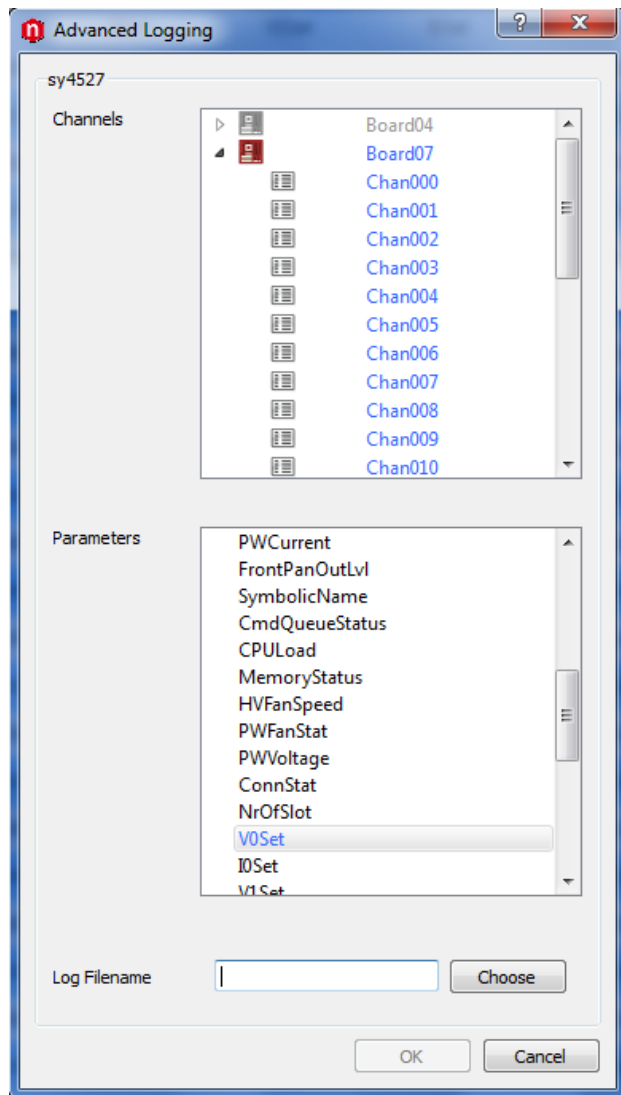 Advanced Logging
sy4527
Channels
Board04
Board07
Chan000
Chan001
Chan002
Chan003
Chan004
Chan005
Chan006
Chan007
Chan008
Chan009
Chan010
Parameters
PWCurrent
FrontPanOutLvl
SymbolicName
CmdQueueStatus
CPULoad
MemoryStatus
HVFanSpeed
PWFanStat
PWVoltage
ConnStat
NrOfSlot
V0Set
I0Set
V1Set
Log Filename
Choose
OK Cancel